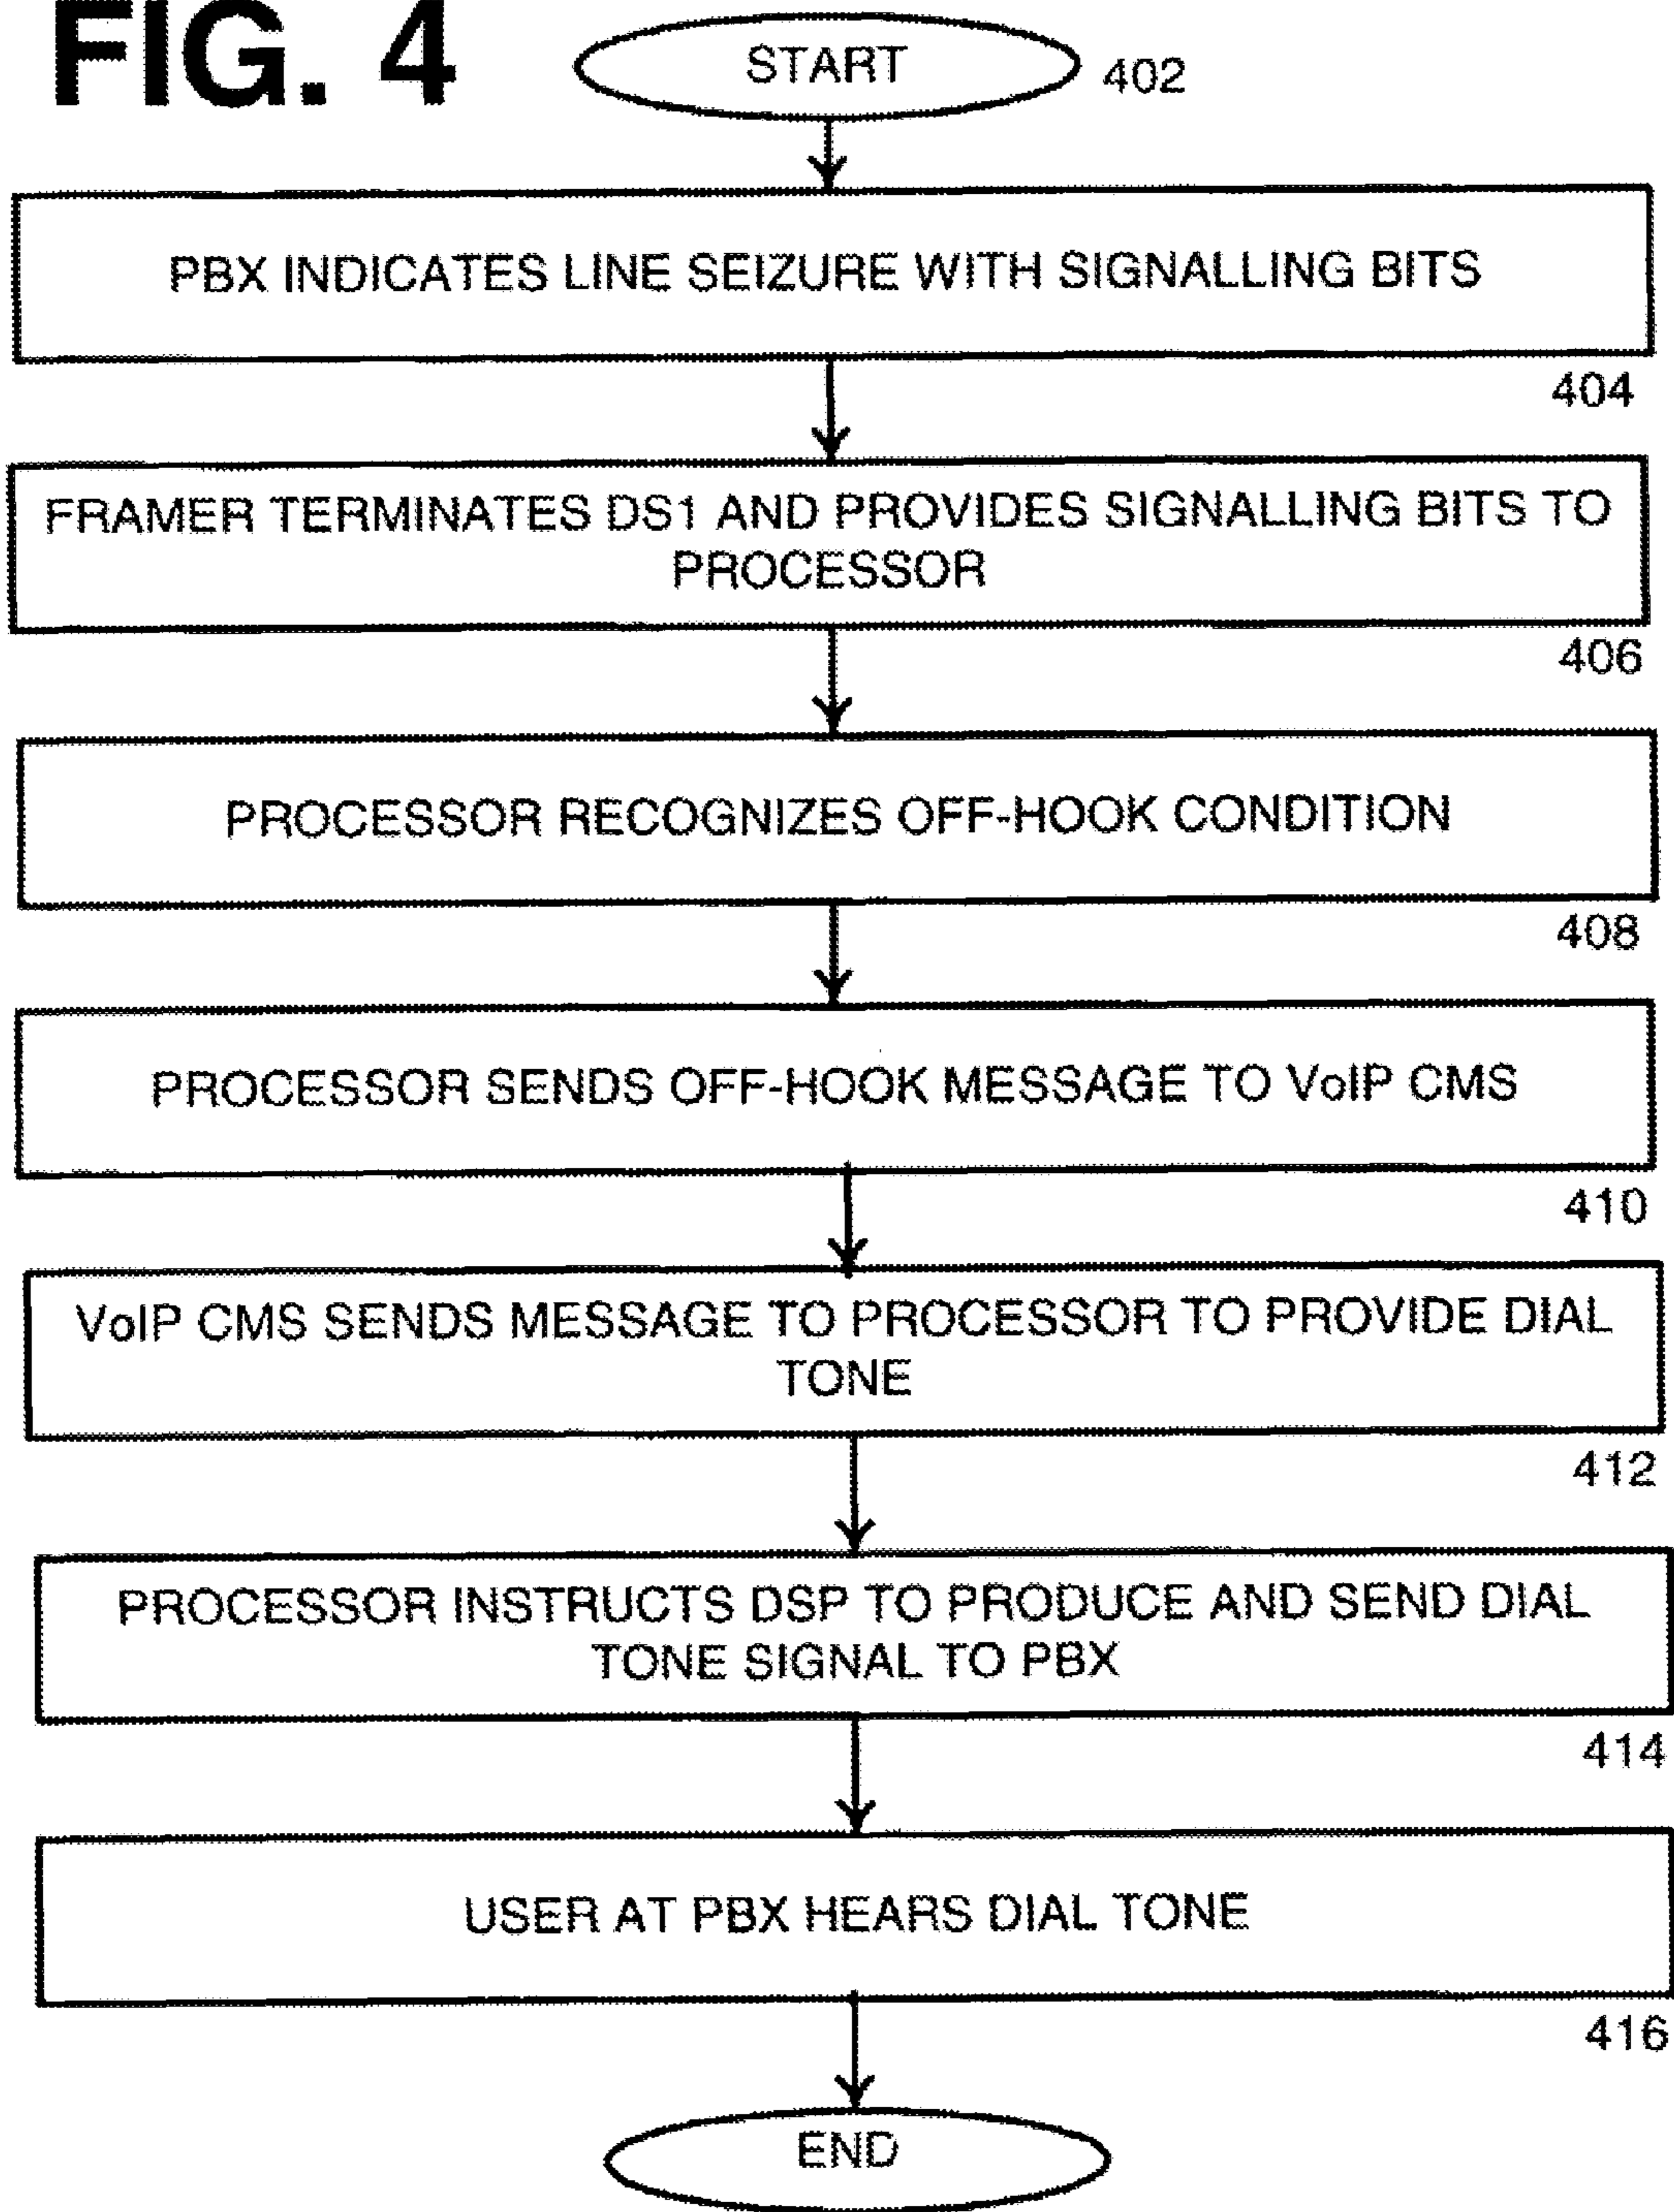 FIG. 4
START
402
PBX INDICATES LINE SEIZURE WITH SIGNALLING BITS
404
FRAMER TERMINATES DS1 AND PROVIDES SIGNALLING BITS TO
PROCESSOR
406
PROCESSOR RECOGNIZES OFF-HOOK CONDITION
408
PROCESSOR SENDS OFF-HOOK MESSAGE TO VoIP CMS
410
VoIP CMS SENDS MESSAGE TO PROCESSOR TO PROVIDE DIAL
TONE
412
PROCESSOR INSTRUCTS DSP TO PRODUCE AND SEND DIAL
TONE SIGNAL TO PBX
414
USER AT PBX HEARS DIAL TONE
416
END